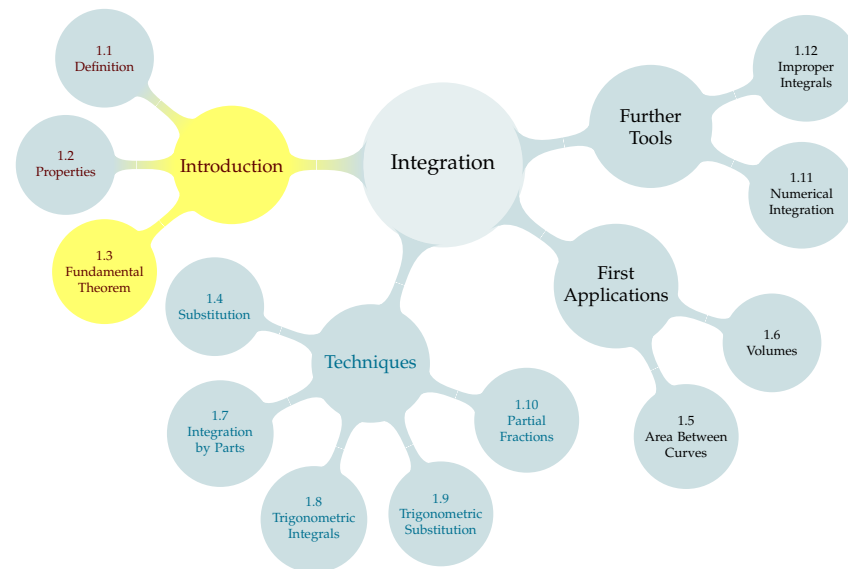 1.1
Definition
1.2
Properties
1.3
Fundamental
Theorem
Introduction
Integration
Further
Tools
1.12
Improper
Integrals
1.11
Numerical
Integration
First
Applications
1.6
Volumes
1.5
Area Between
Curves
Techniques
1.4
Substitution
1.7
Integration
by Parts
1.8
Trigonometric
Integrals
1.9
Trigonometric
Substitution
1.10
Partial
Fractions